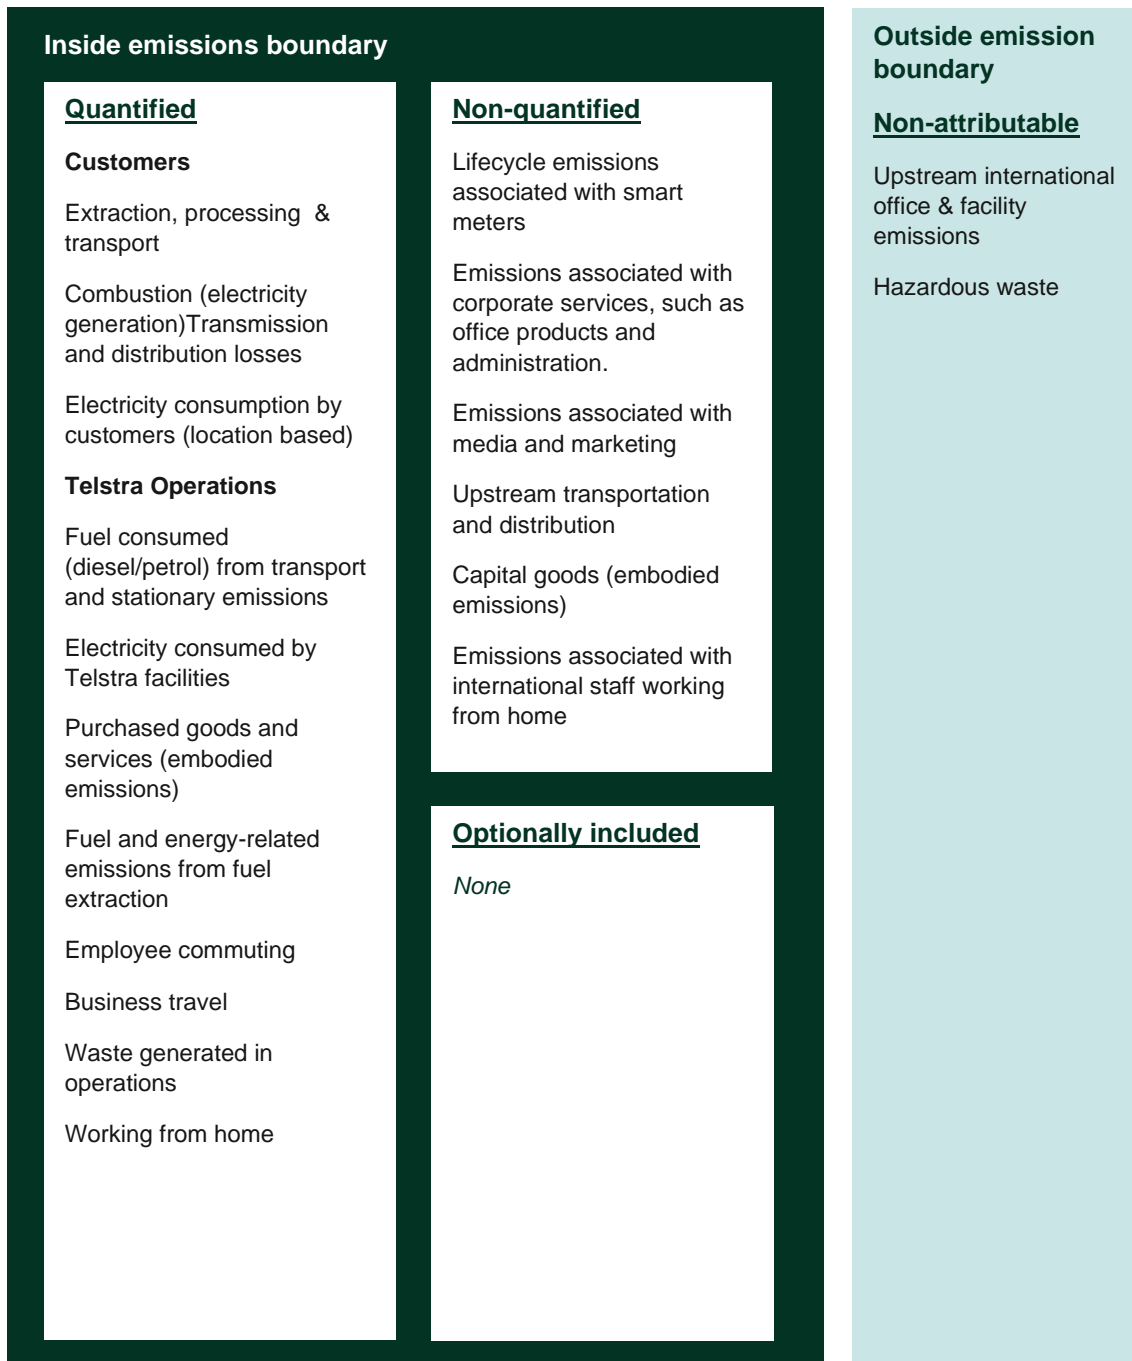 Inside emissions boundary
Quantified
Customers
Extraction, processing  &
transport
Combustion (electricity
generation)Transmission
and distribution losses
Electricity consumption by
customers (location based)
Telstra Operations
Fuel consumed
(diesel/petrol) from transport
and stationary emissions
Electricity consumed by
Telstra facilities
Purchased goods and
services (embodied
emissions)
Fuel and energy-related
emissions from fuel
extraction
Employee commuting
Business travel
Waste generated in
operations
Working from home
Non-quantified
Lifecycle emissions
associated with smart
meters
Emissions associated with
corporate services, such as
office products and
administration.
Emissions associated with
media and marketing
Upstream transportation
and distribution
Capital goods (embodied
emissions)
Emissions associated with
international staff working
from home
Optionally included
None
Outside emission
boundary
Non-attributable
Upstream international
office & facility
emissions
Hazardous waste